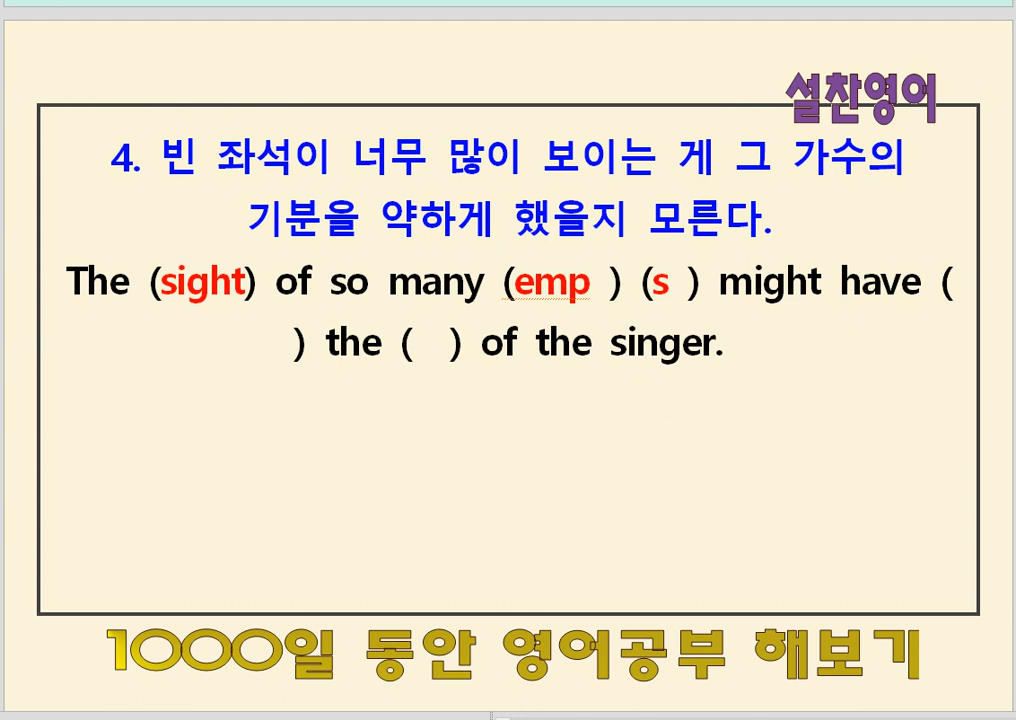 설찬영어
4. 빈 좌석이 너무 많이 보이는 게 그 가수의
기분을 약하게 했을지 모른다.
The (sight) of so many (emp ) (s ) might have (
) the ( ) of the singer.
1000일 동안 영어공부 해보기